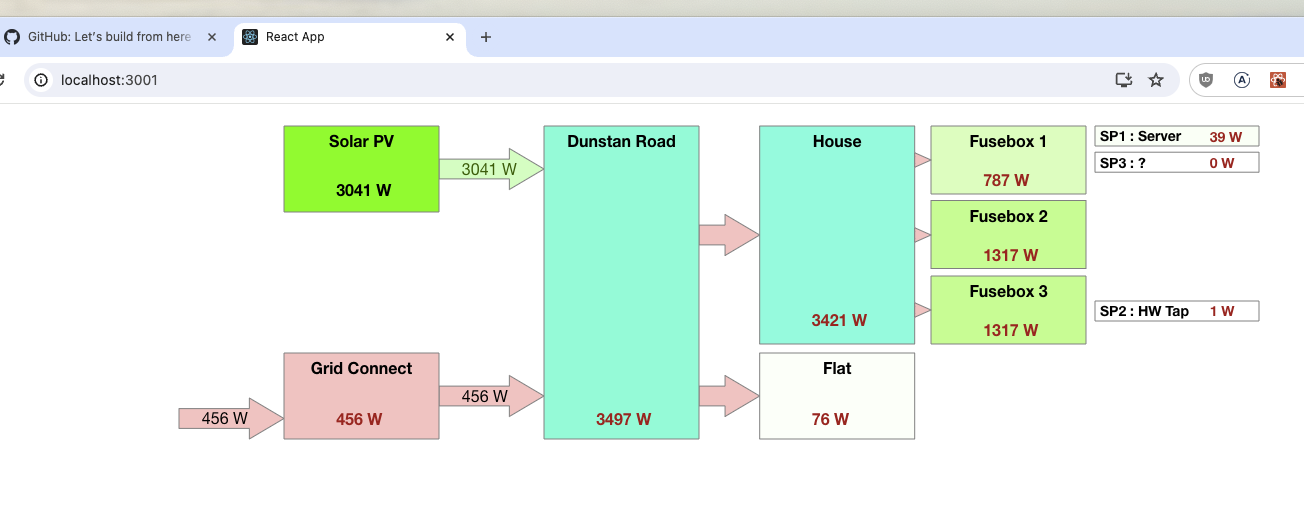 GitHub: Let's build from here
React App
localhost:3001
Solar PV
3041 W
3041 W
Dunstan Road
3497 W
House
3421 W
Fusebox 1
787 W
SP1 : Server 39 W
SP3 : ? 0 W
Fusebox 2
1317 W
Fusebox 3
1317 W
SP2 : HW Tap 1 W
456 W
Grid Connect
456 W
456 W
Flat
76 W